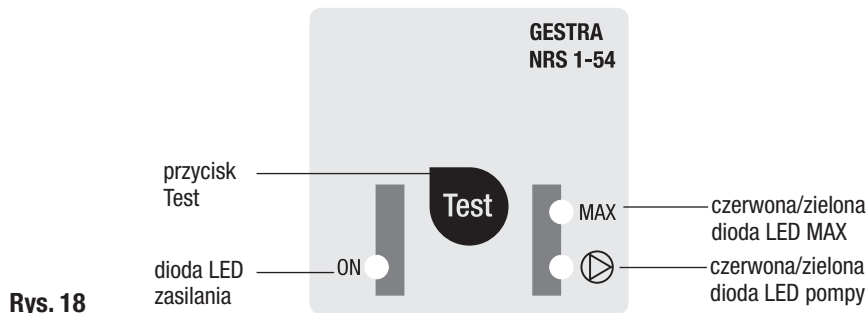 GESTRA
NRS 1-54
przycisk
Test
Test
MAX
czerwona/zielona
dioda LED MAX
dioda LED
zasilania
ON
czerwona/zielona
dioda LED pompy
Rys. 18